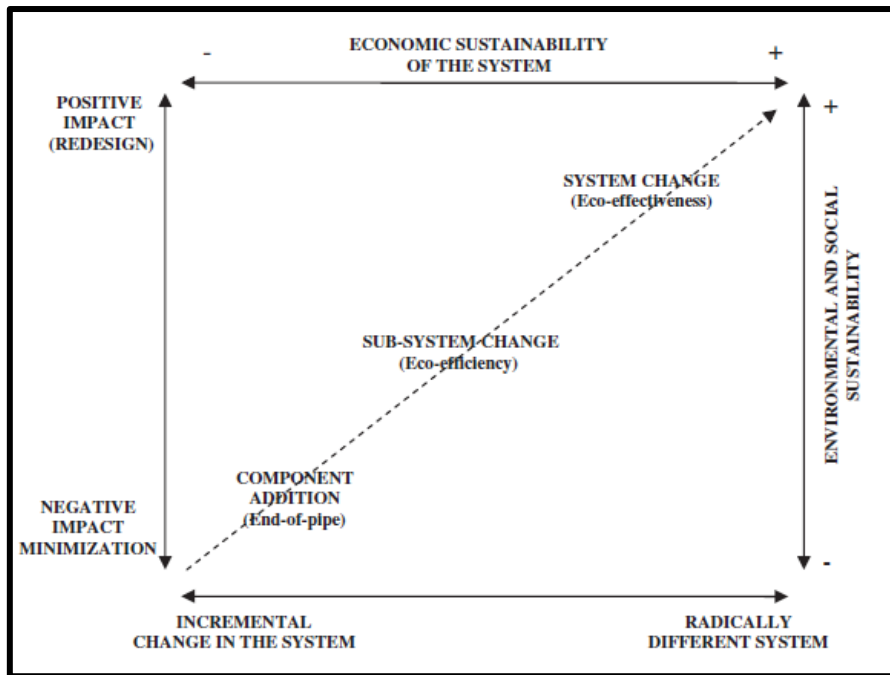 -
ECONOMIC SUSTAINABILITY
OF THE SYSTEM
+
POSITIVE
IMPACT
(REDESIGN)
+
SYSTEM CHANGE
(Eco-effectiveness)
SUB-SYSTEM CHANGE
(Eco-efficiency)
ENVIRONMENTAL AND SOCIAL
SUSTAINABILITY
COMPONENT
ADDITION
(End-of-pipe)
NEGATIVE
IMPACT
MINIMIZATION
-
INCREMENTAL
CHANGE IN THE SYSTEM
RADICALLY
DIFFERENT SYSTEM